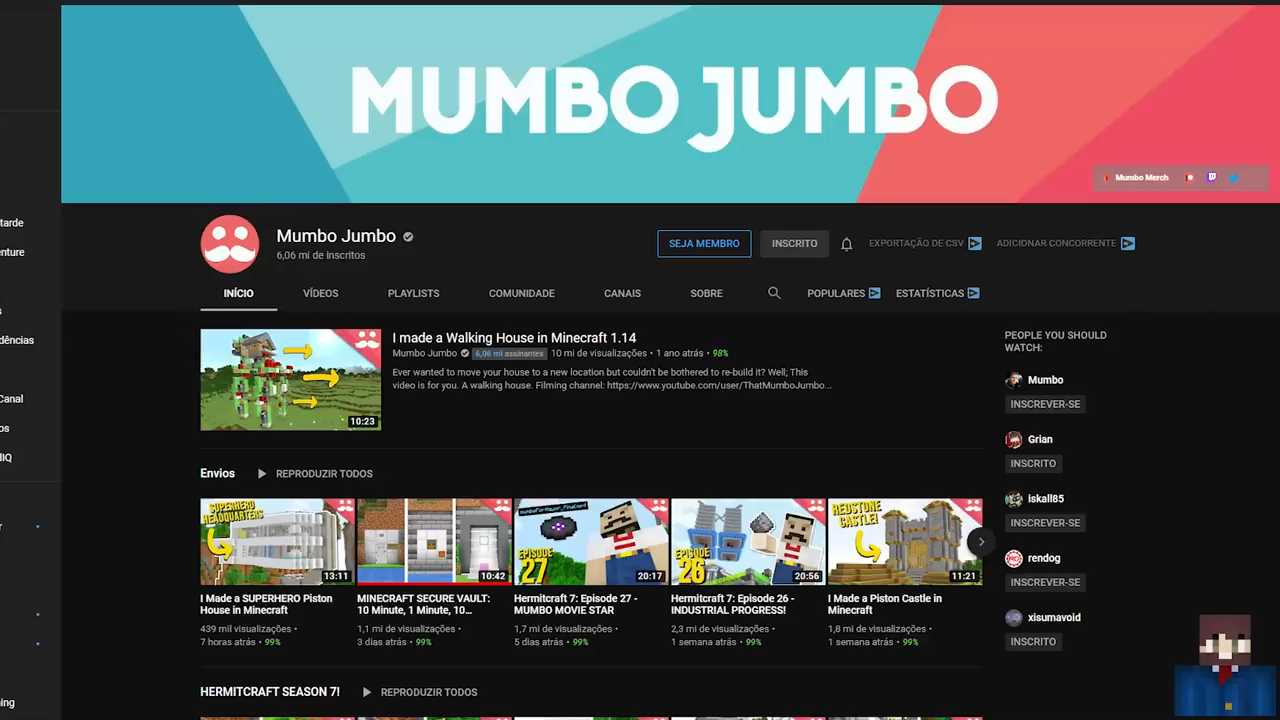 MUMBO JUMBO
Mumbo Merch
Mumbo Jumbo
6,06 mi de inscritos
SEJA MEMBRO
INSCRITO
EXPORTAÇÃO DE CSV
ADICIONAR CONCORRENTE
INÍCIO
VÍDEOS
PLAYLISTS
COMUNIDADE
CANAIS
SOBRE
POPULARES
ESTATÍSTICAS
tarde
enture
s
dências
Canal
os
IQ
r
ning
10:23
I made a Walking House in Minecraft 1.14
Mumbo Jumbo 6,06 mi assinantes 10 mi de visualizações • 1 ano atrás • 98%
Ever wanted to move your house to a new location but couldn't be bothered to re-build it? Well; This
video is for you. A walking house. Filming channel: https://www.youtube.com/user/ThatMumboJumbo...
PEOPLE YOU SHOULD
WATCH:
Mumbo
INSCREVER-SE
Grian
INSCRITO
iskall85
INSCREVER-SE
rendog
INSCREVER-SE
xisumavoid
INSCRITO
Envios
REPRODUZIR TODOS
SUPERHERO
HEADQUARTERS
13:11
I Made a SUPERHERO Piston
House in Minecraft
439 mil visualizações •
7 horas atrás • 99%
10:42
MINECRAFT SECURE VAULT:
10 Minute, 1 Minute, 10...
1,1 mi de visualizações •
3 dias atrás • 99%
EPISODE
27
20:17
Hermitcraft 7: Episode 27 -
MUMBO MOVIE STAR
1,7 mi de visualizações •
5 dias atrás • 99%
EPISODE
26
20:56
Hermitcraft 7: Episode 26 -
INDUSTRIAL PROGRESS!
2,3 mi de visualizações •
1 semana atrás • 99%
REDSTONE
CASTLE!
11:21
I Made a Piston Castle in
Minecraft
1,8 mi de visualizações •
1 semana atrás • 99%
HERMITCRAFT SEASON 7!
REPRODUZIR TODOS